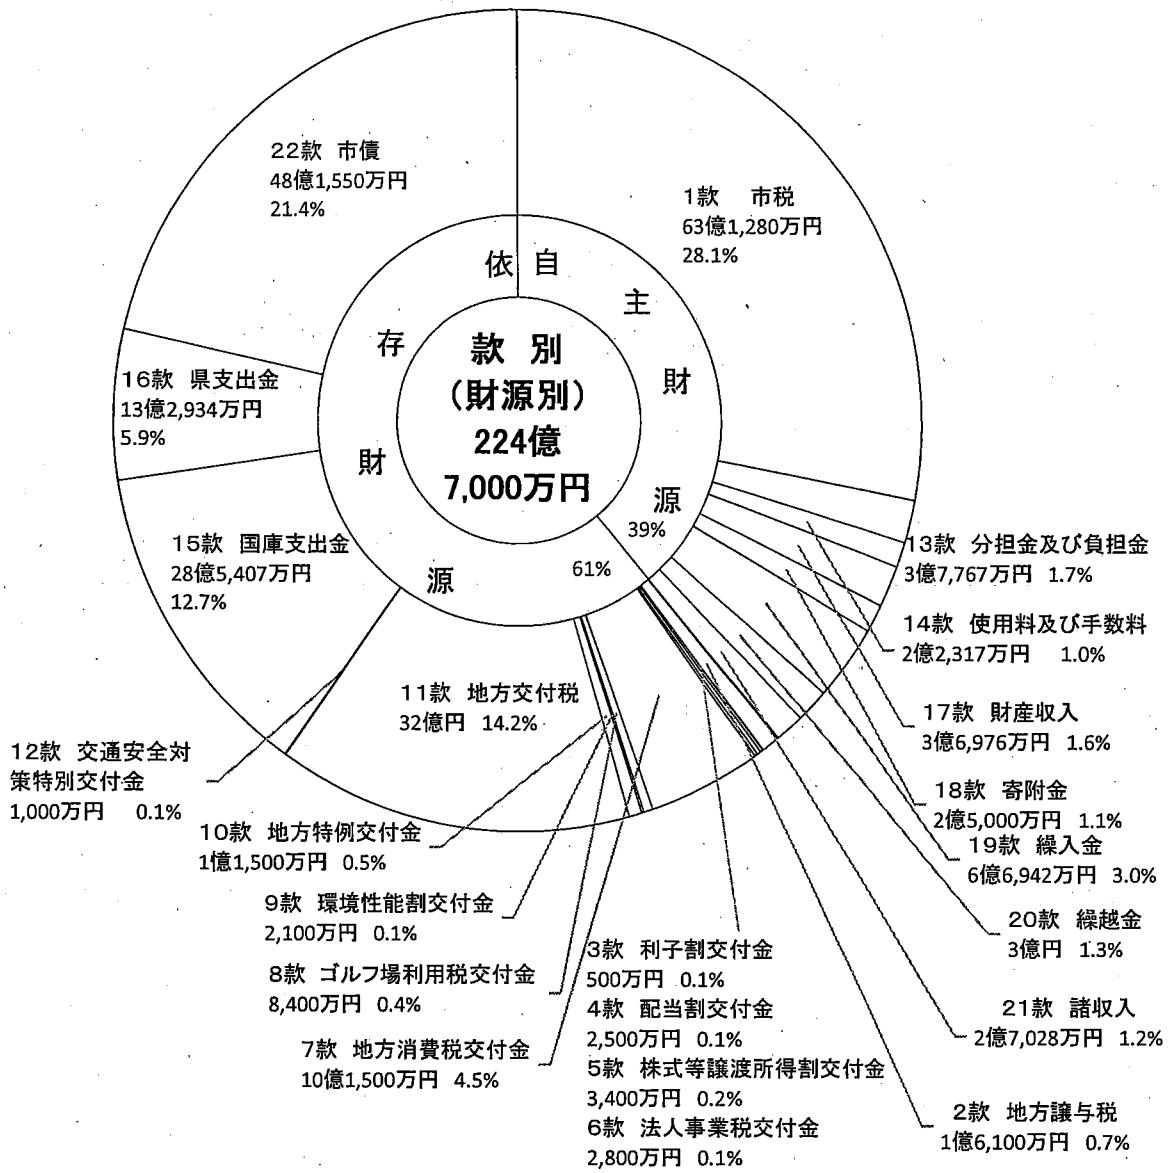 款 別
（財源別）
224億
7,000万円
自主財源
39%
依存財源
61%
1款 市税
63億1,280万円
28.1%
13款 分担金及び負担金
3億7,767万円 1.7%
14款 使用料及び手数料
2億2,317万円 1.0%
17款 財産収入
3億6,976万円 1.6%
18款 寄附金
2億5,000万円 1.1%
19款 繰入金
6億6,942万円 3.0%
20款 繰越金
3億円 1.3%
21款 諸収入
2億7,028万円 1.2%
2款 地方譲与税
1億6,100万円 0.7%
3款 利子割交付金
500万円 0.1%
4款 配当割交付金
2,500万円 0.1%
5款 株式等譲渡所得割交付金
3,400万円 0.2%
6款 法人事業税交付金
2,800万円 0.1%
7款 地方消費税交付金
10億1,500万円 4.5%
8款 ゴルフ場利用税交付金
8,400万円 0.4%
9款 環境性能割交付金
2,100万円 0.1%
10款 地方特例交付金
1億1,500万円 0.5%
11款 地方交付税
32億円 14.2%
12款 交通安全対
策特別交付金
1,000万円 0.1%
15款 国庫支出金
28億5,407万円
12.7%
16款 県支出金
13億2,934万円
5.9%
22款 市債
48億1,550万円
21.4%